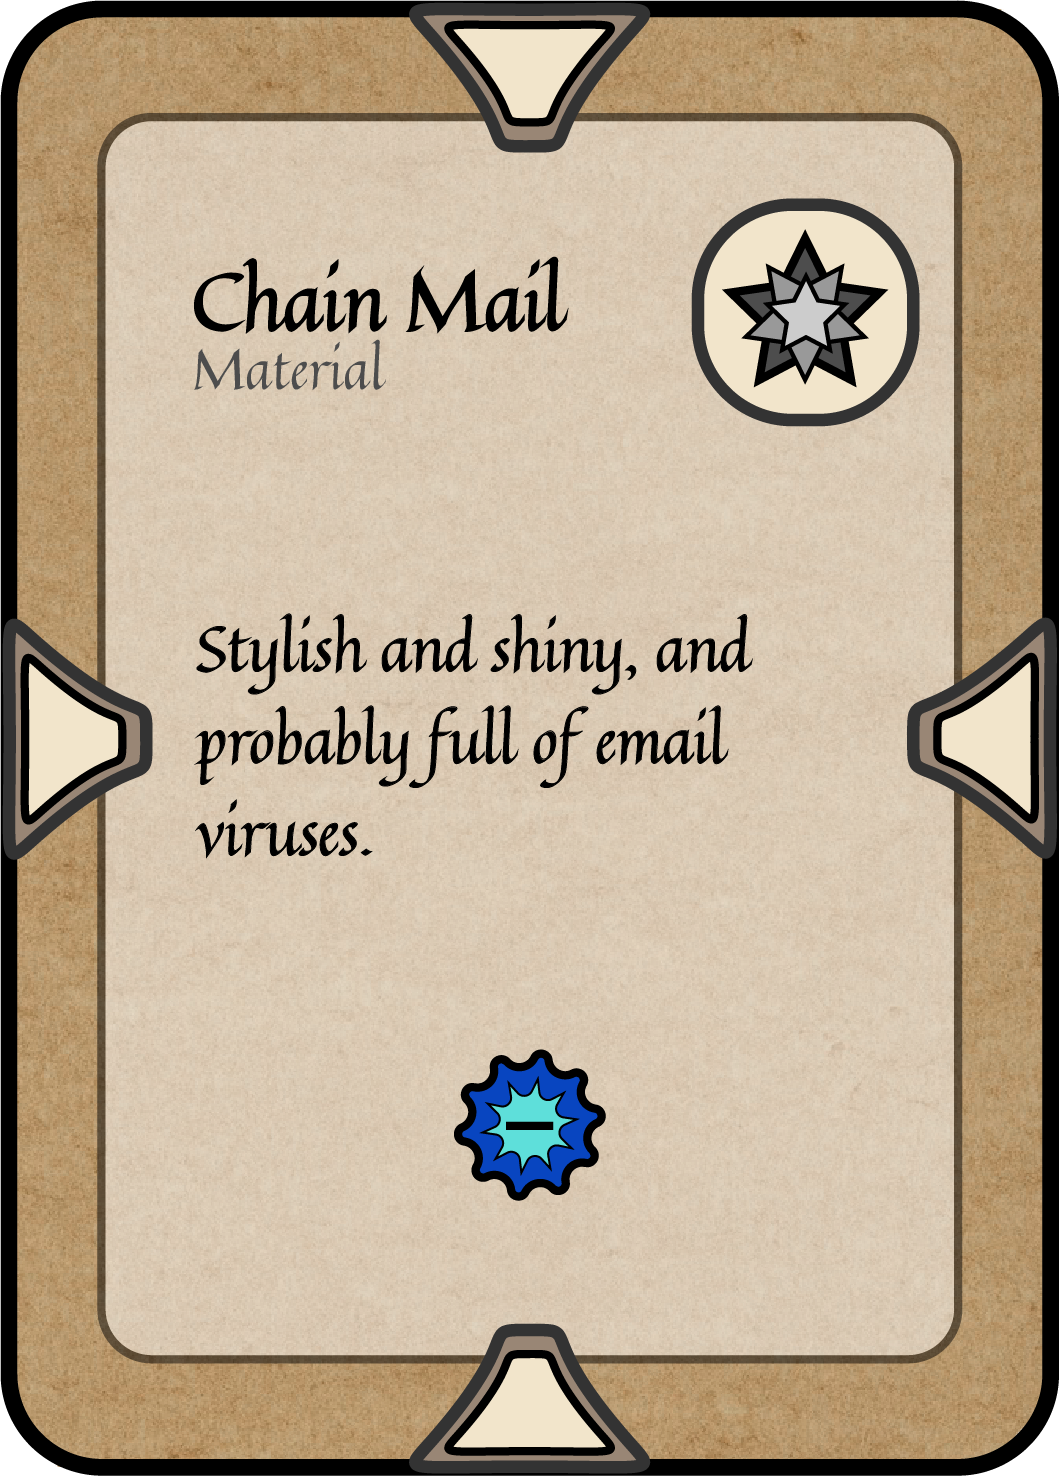 Chain Mail
Material
Stylish and shiny, and
probably full of email
viruses.